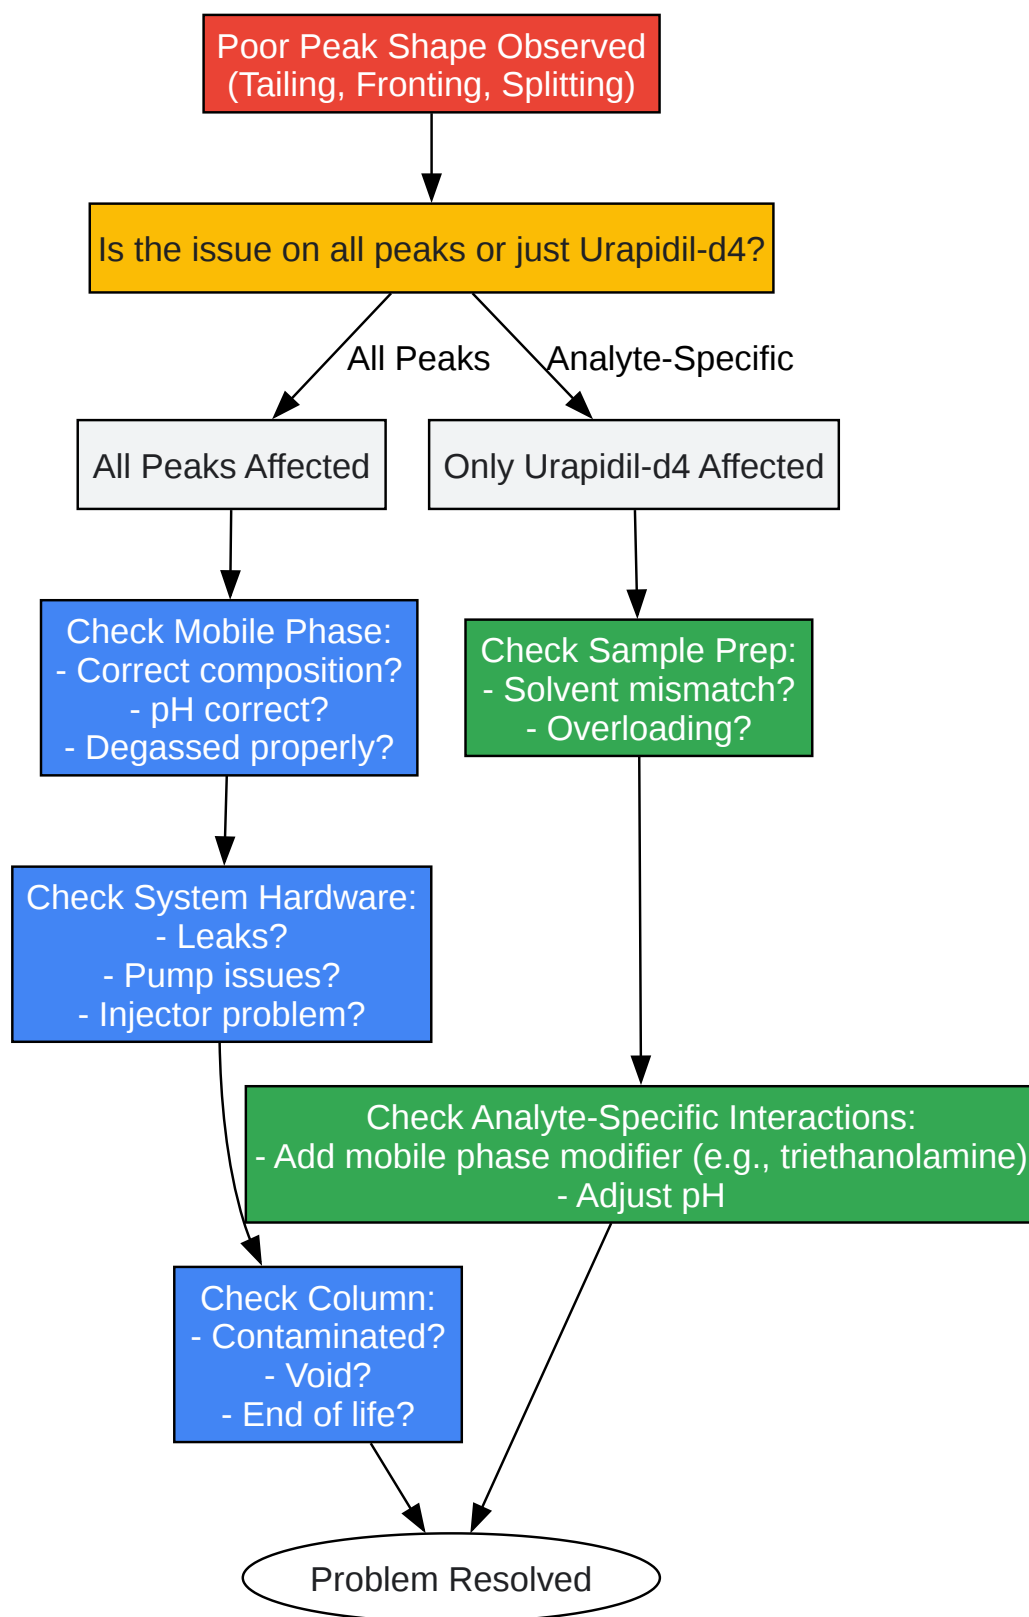 Poor Peak Shape Observed
(Tailing, Fronting, Splitting)
Is the issue on all peaks or just Urapidil-d4?
All Peaks
Analyte-Specific
All Peaks Affected
Only Urapidil-d4 Affected
Check Mobile Phase:
- Correct composition?
- pH correct?
- Degassed properly?
Check Sample Prep:
- Solvent mismatch?
- Overloading?
Check System Hardware:
- Leaks?
- Pump issues?
- Injector problem?
Check Analyte-Specific Interactions:
- Add mobile phase modifier (e.g., triethanolamine)
- Adjust pH
Check Column:
- Contaminated?
- Void?
- End of life?
Problem Resolved